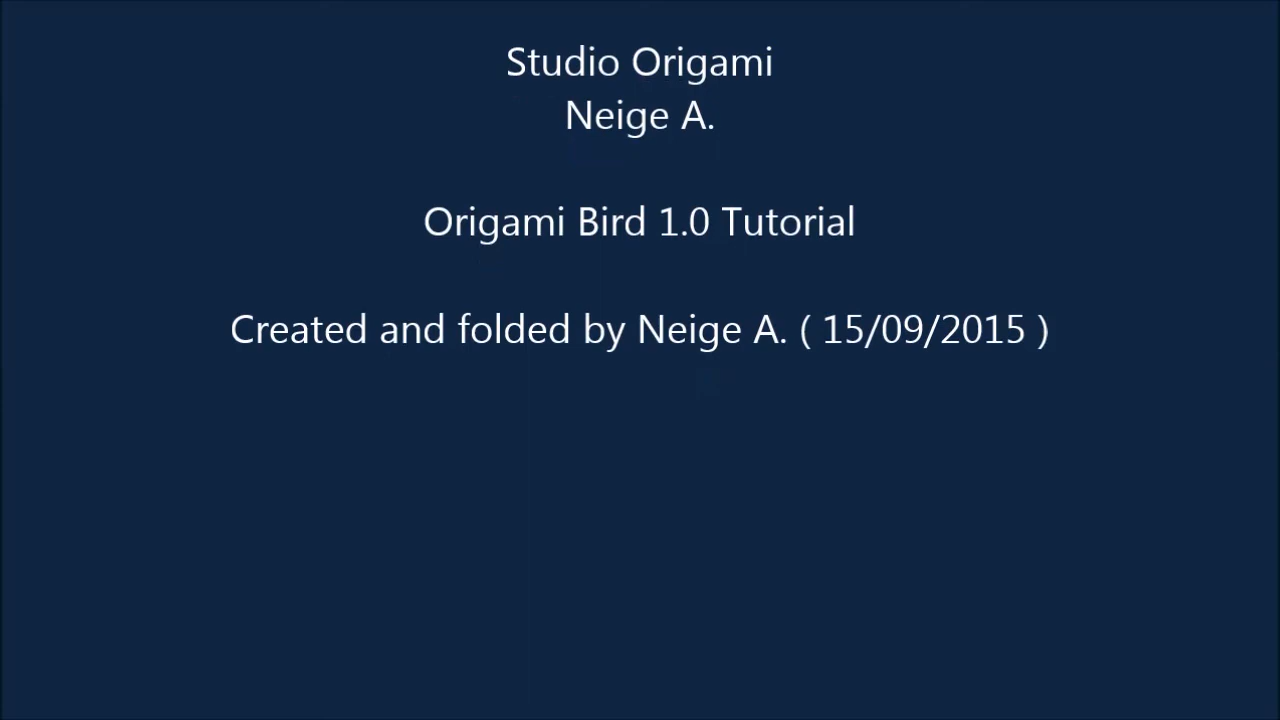 Studio Origami
Neige A.
Origami Bird 1.0 Tutorial
Created and folded by Neige A. ( 15/09/2015 )